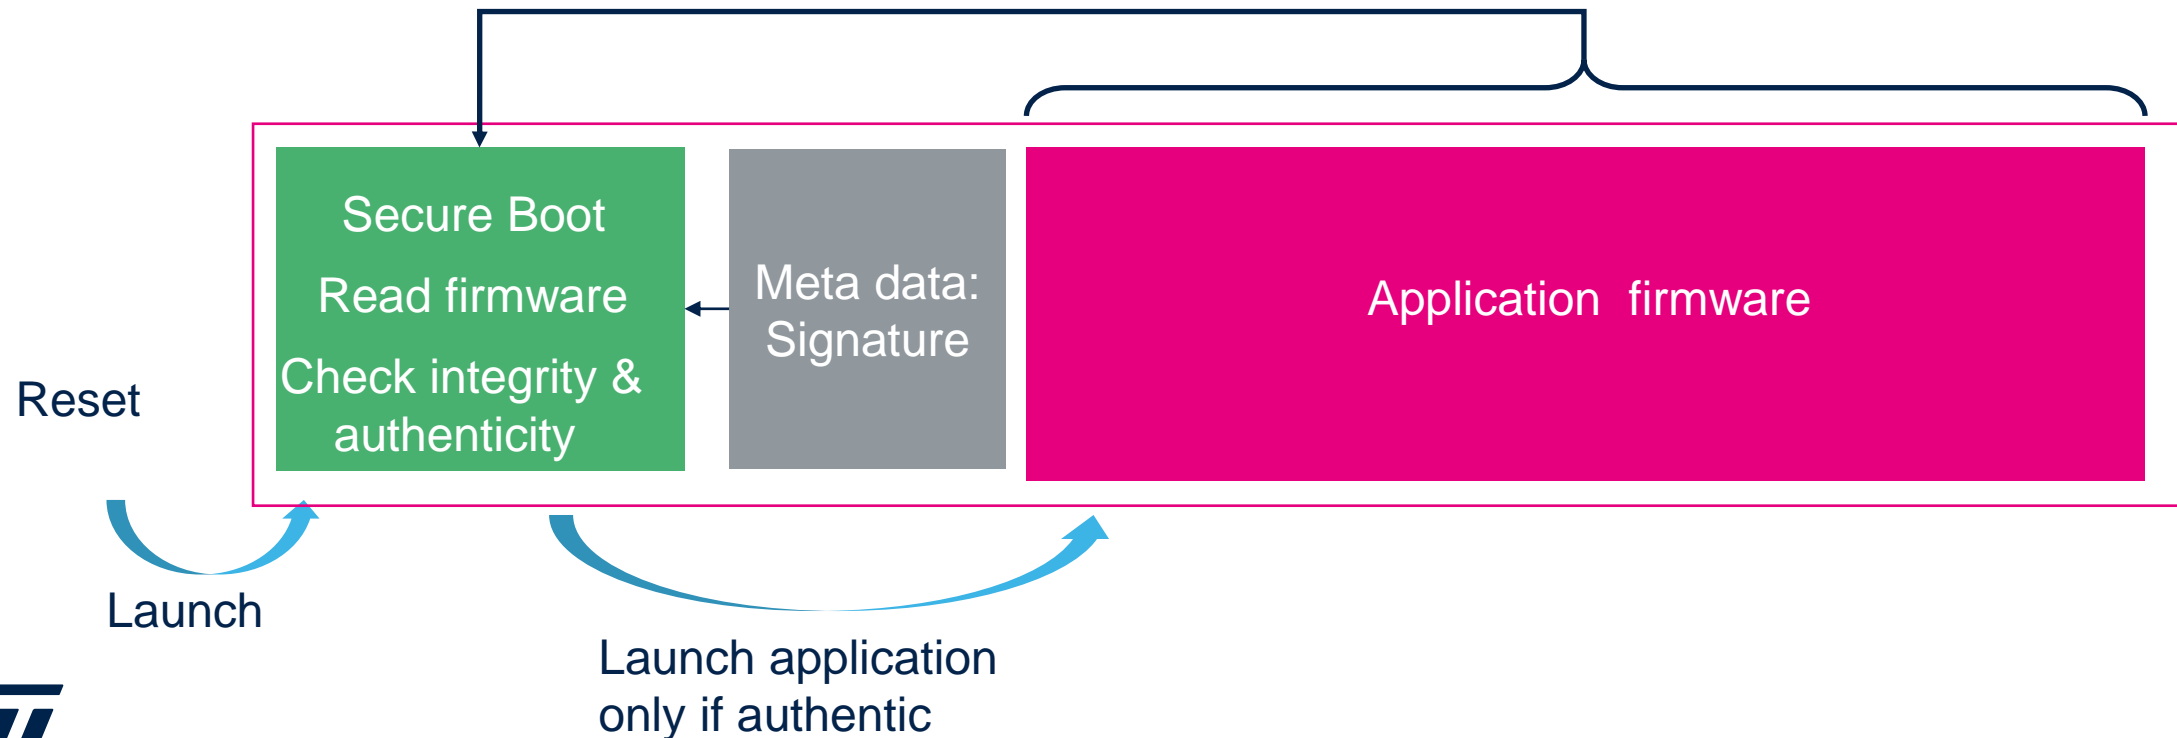 Secure Boot
Read firmware
Check integrity &
authenticity
Meta data:
Signature
Application firmware
Reset
Launch
Launch application
only if authentic